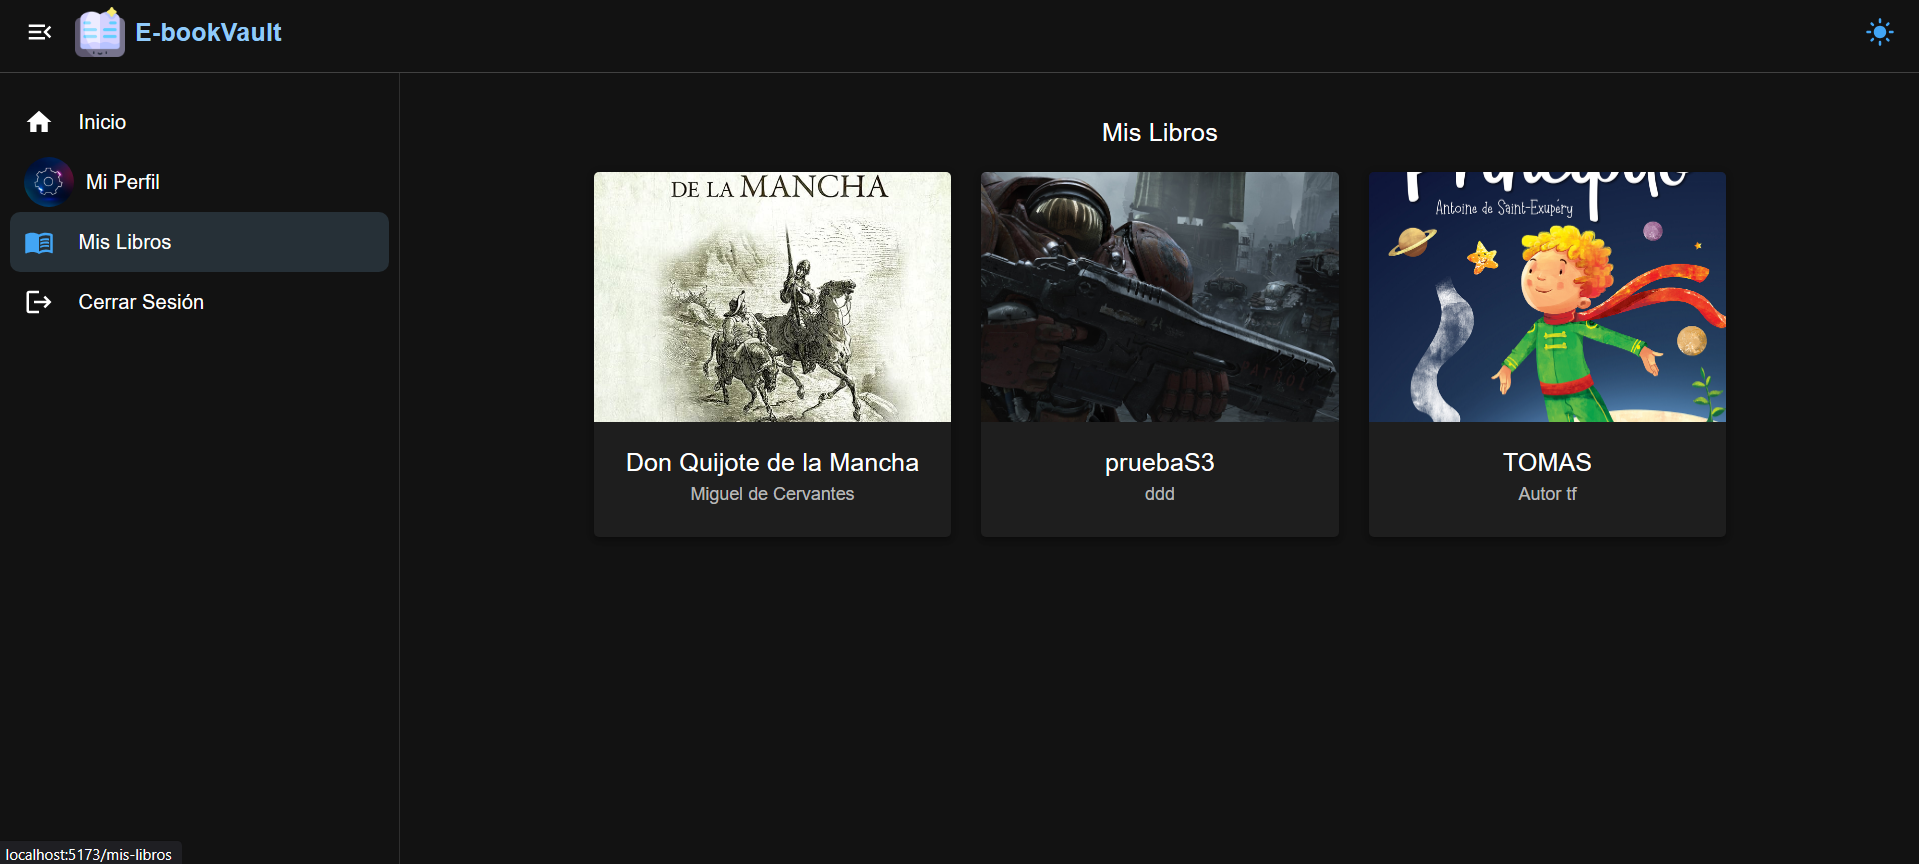 E-bookVault
Inicio
Mi Perfil
Mis Libros
Cerrar Sesión
Mis Libros
DE LA MANCHA
Antoine de Saint-Exupéry
Don Quijote de la Mancha
Miguel de Cervantes
pruebaS3
ddd
TOMAS
Autor tf
localhost:5173/mis-libros